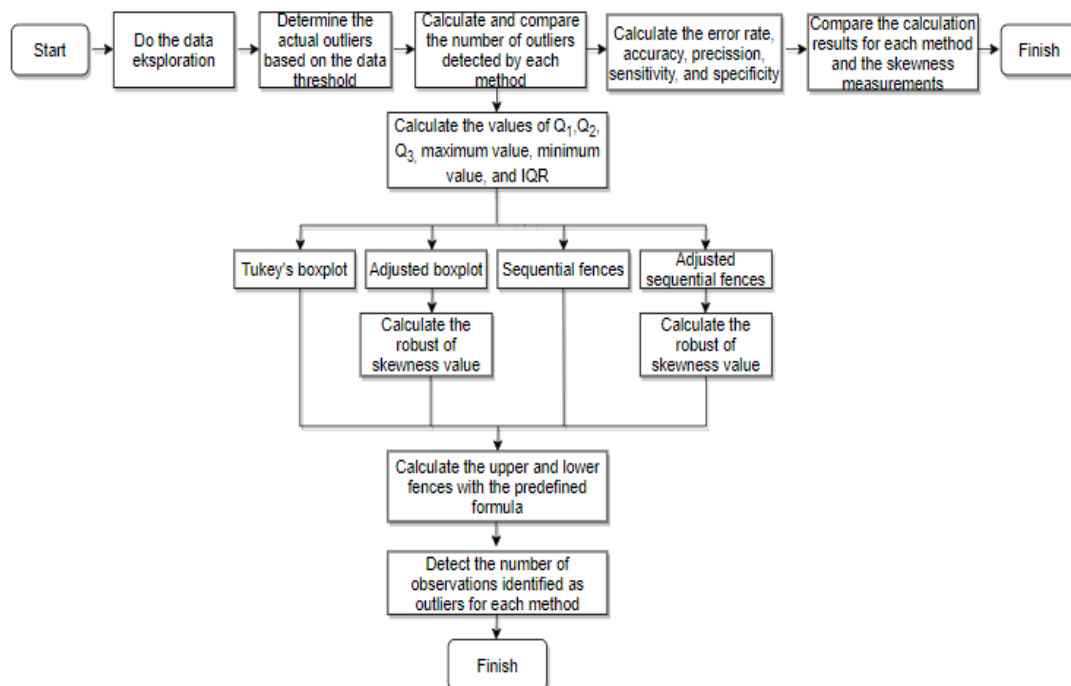 Start
Do the data
eksploration
Determine the
actual outliers
based on the data
threshold
Calculate and compare
the number of outliers
detected by each
method
Calculate the error rate,
accuracy, precission,
sensitivity, and specificity
Compare the calculation
results for each method
and the skewness
measurements
Finish
Calculate the values of Q1,Q2,
Q3, maximum value, minimum
value, and IQR
Tukey's boxplot
Adjusted boxplot
Sequential fences
Adjusted
sequential fences
Calculate the
robust of
skewness value
Calculate the
robust of
skewness value
Calculate the upper and lower
fences with the predefined
formula
Detect the number of
observations identified as
outliers for each method
Finish